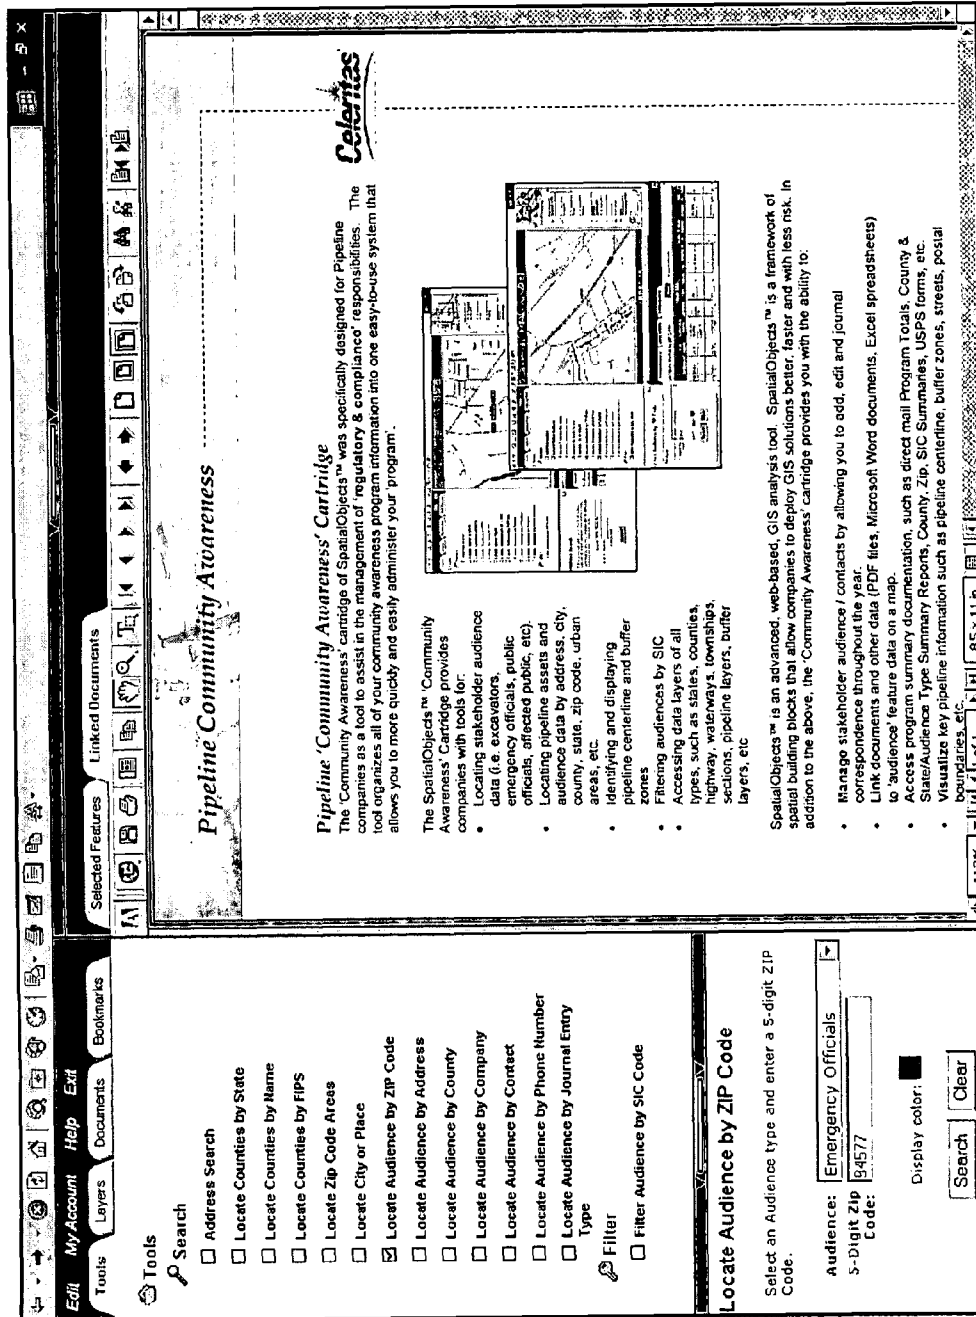 Edit My Account Help Exit
Tools Layers Documents Bookmarks
Tools
Search
Address Search
Locate Counties by State
Locate Counties by Name
Locate Counties by FIPS
Locate Zip Code Areas
Locate City or Place
Locate Audience by ZIP Code
Locate Audience by Address
Locate Audience by County
Locate Audience by Company
Locate Audience by Contact
Locate Audience by Phone Number
Locate Audience by Journal Entry
Type
Filter
Filter Audience by SIC Code
Locate Audience by ZIP Code
Select an Audience type and enter a 5-digit ZIP
Code.
Audience: Emergency Officials
5-Digit Zip
Code: 94577
Display color:
Search Clear
Selected Features Linked Documents
Pipeline Community Awareness
Celeritas
Pipeline 'Community Awareness' Cartridge
The 'Community Awareness' cartridge of SpatialObjects™ was specifically designed for Pipeline
companies as a tool to assist in the management of 'regulatory & compliance' responsibilities. The
tool organizes all of your community awareness program information into one easy-to-use system that
allows you to more quickly and easily administer your 'program'.
The SpatialObjects™ 'Community
Awareness' Cartridge provides
companies with tools for:
• Locating stakeholder audience
data (i.e. excavators,
emergency officials, public
officials, affected public, etc).
• Locating pipeline assets and
audience data by address, city,
county, state, zip code, urban
areas, etc.
• Identifying and displaying
pipeline centerline and buffer
zones
• Filtering audiences by SIC
• Accessing data layers of all
types, such as states, counties,
highway, waterways, townships,
sections, pipeline layers, buffer
layers, etc
SpatialObjects™ is an advanced, web-based, GIS analysis tool. SpatialObjects™ is a framework of
spatial building blocks that allow companies to deploy GIS solutions better, faster and with less risk. In
addition to the above, the 'Community Awareness' cartridge provides you with the ability to:
• Manage stakeholder audience / contacts by allowing you to add, edit and journal
correspondence throughout the year.
• Link documents and other data (PDF files, Microsoft Word documents, Excel spreadsheets)
to 'audience' feature data on a map.
• Access program summary documentation, such as direct mail Program Totals, County &
State/Audience Type Summary Reports, County, Zip, SIC Summaries, USPS forms, etc.
• Visualize key pipeline information such as pipeline centerline, buffer zones, streets, postal
boundaries, etc.